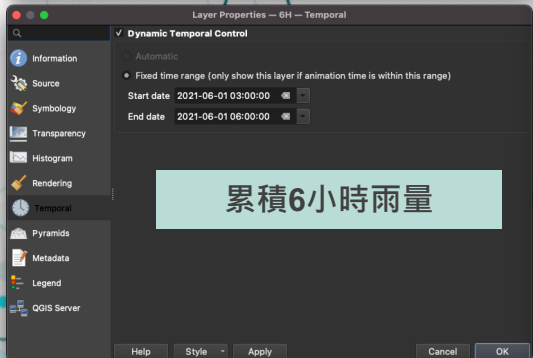 Layer Properties — 6H — Temporal
Information
Source
Symbology
Transparency
Histogram
Rendering
Temporal
Pyramids
Metadata
Legend
QGIS Server
Dynamic Temporal Control
Automatic
Fixed time range (only show this layer if animation time is within this range)
Start date 2021-06-01 03:00:00
End date 2021-06-01 06:00:00
累積6小時雨量
Help Style Apply Cancel OK